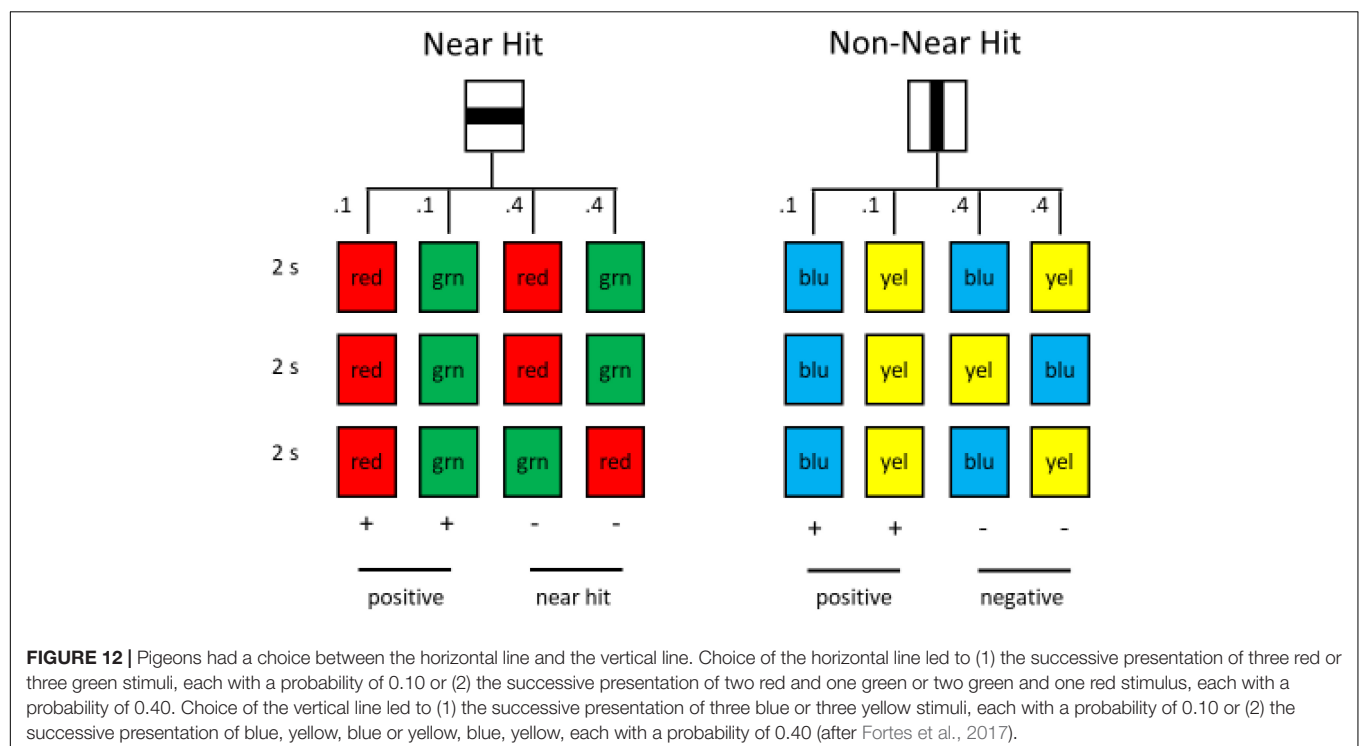 Near Hit Non-Near Hit
.1 .1 .4 .4 .1 .1 .4 .4
2 s red grn red grn blu yel blu yel
2 s red grn red grn blu yel yel blu
2 s red grn grn red blu yel blu yel
+ + - - + + - -
positive near hit positive negative
FIGURE 12 | Pigeons had a choice between the horizontal line and the vertical line. Choice of the horizontal line led to (1) the successive presentation of three red or
three green stimuli, each with a probability of 0.10 or (2) the successive presentation of two red and one green or two green and one red stimulus, each with a
probability of 0.40. Choice of the vertical line led to (1) the successive presentation of three blue or three yellow stimuli, each with a probability of 0.10 or (2) the
successive presentation of blue, yellow, blue or yellow, blue, yellow, each with a probability of 0.40 (after Fortes et al., 2017).